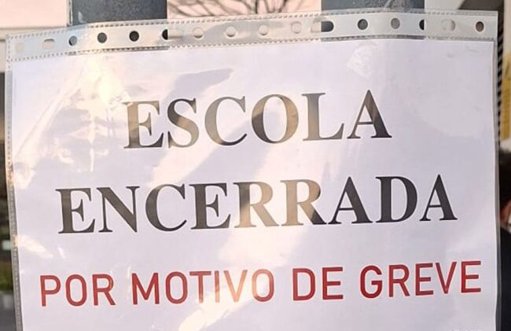 ESCOLA
ENCERRADA
POR MOTIVO DE GREVE